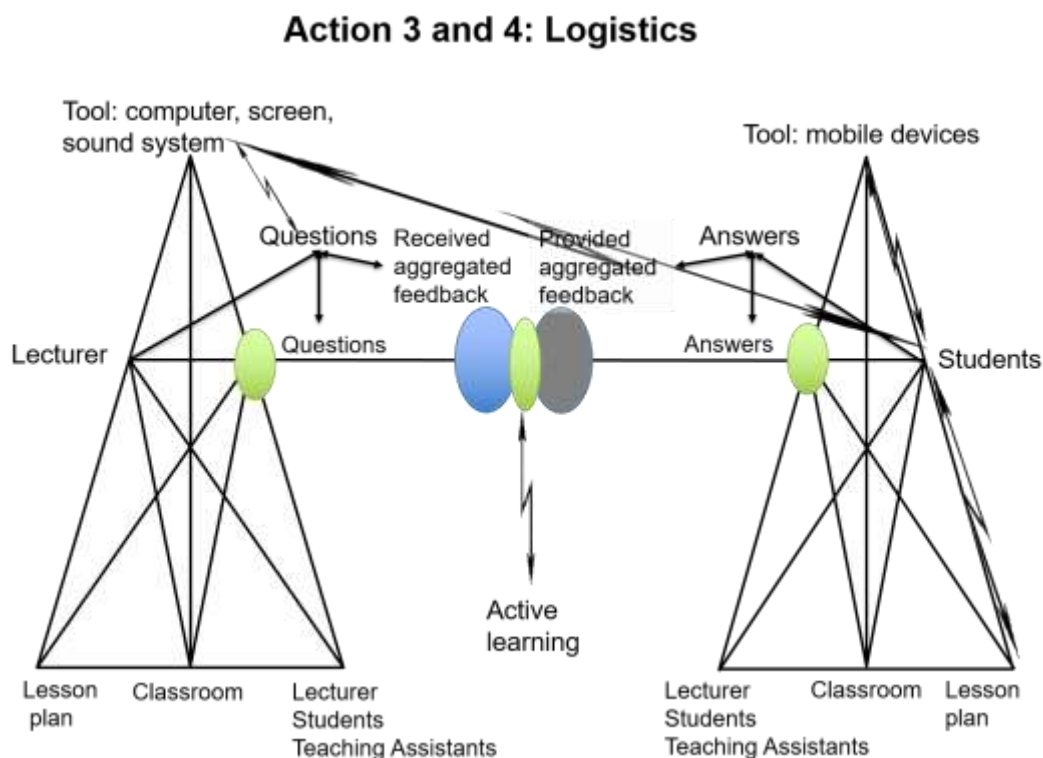 Action 3 and 4: Logistics
Tool: computer, screen,
sound system
Tool: mobile devices
Questions
Received
aggregated
feedback
Provided
aggregated
feedback
Answers
Lecturer
Questions
Answers
Students
Active
learning
Lesson
plan
Classroom
Lecturer
Students
Teaching Assistants
Lecturer
Students
Teaching Assistants
Classroom
Lesson
plan